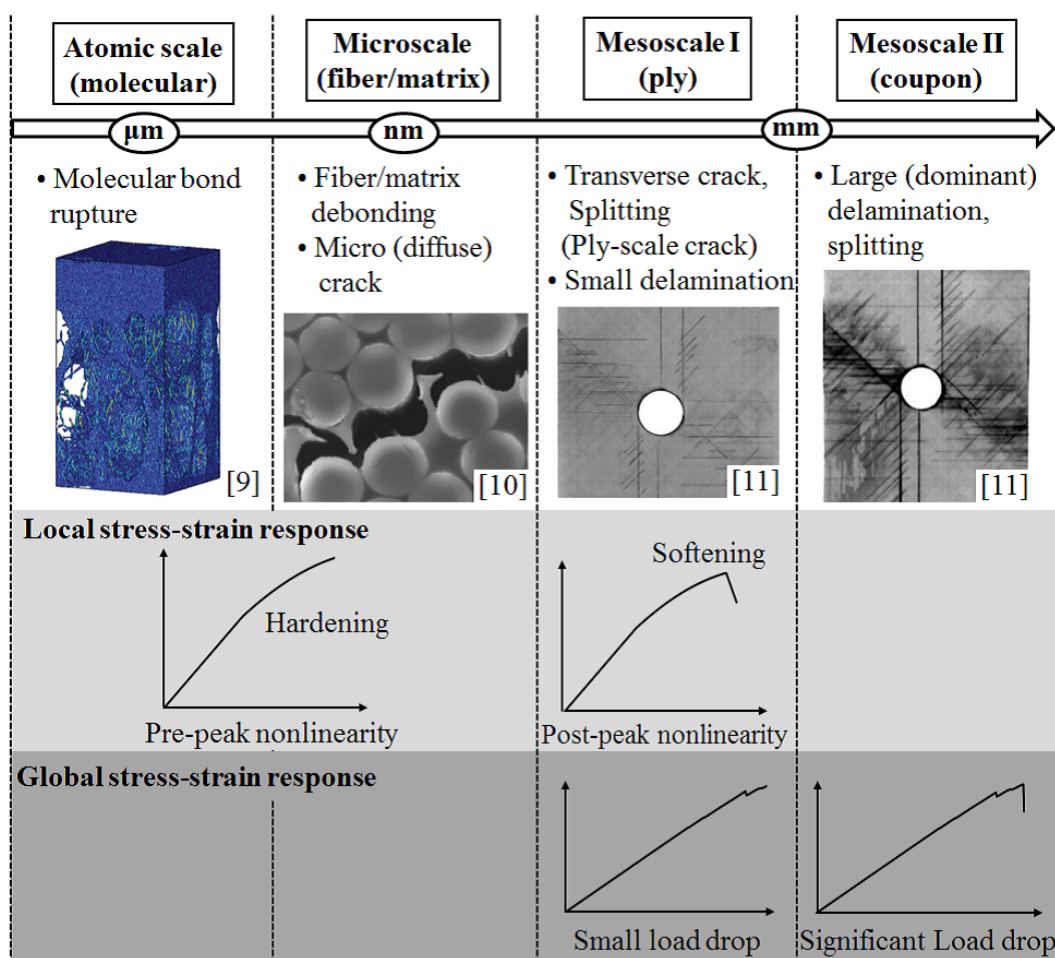 Atomic scale
(molecular)
Microscale
(fiber/matrix)
Mesoscale I
(ply)
Mesoscale II
(coupon)
μm
nm
mm
• Molecular bond
rupture
[9]
• Fiber/matrix
debonding
• Micro (diffuse)
crack
[10]
• Transverse crack,
Splitting
(Ply-scale crack)
• Small delamination
[11]
• Large (dominant)
delamination,
splitting
[11]
Local stress-strain response
Hardening
Pre-peak nonlinearity
Softening
Post-peak nonlinearity
Global stress-strain response
Small load drop
Significant Load drop